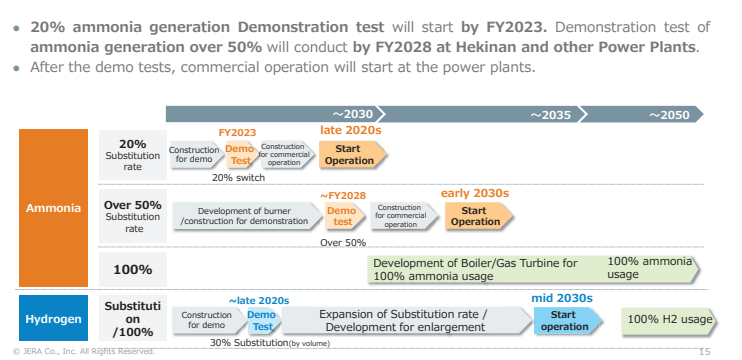 • 20% ammonia generation Demonstration test will start by FY2023. Demonstration test of
ammonia generation over 50% will conduct by FY2028 at Hekinan and other Power Plants.
• After the demo tests, commercial operation will start at the power plants.
～2030
～2035
～2050
Ammonia
20%
Substitution
rate
Construction
for demo
FY2023
Demo
Test
20% switch
Construction
for commercial
operation
late 2020s
Start
Operation
Over 50%
Substitution
rate
Development of burner
/construction for demonstration
~FY2028
Demo
test
Over 50%
Construction
for commercial
operation
early 2030s
Start
Operation
100%
Development of Boiler/Gas Turbine for
100% ammonia usage
100% ammonia
usage
Hydrogen
Substituti
on
/100%
Construction
for demo
~late 2020s
Demo
Test
30% Substitution(by volume)
Expansion of Substitution rate /
Development for enlargement
mid 2030s
Start
operation
100% H2 usage
© JERA Co., Inc. All Rights Reserved.
15